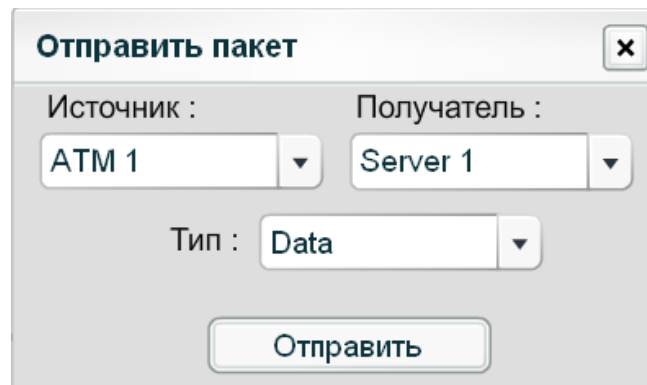 Отправить пакет
Источник : Получатель :
ATM 1 Server 1
Тип : Data
Отправить